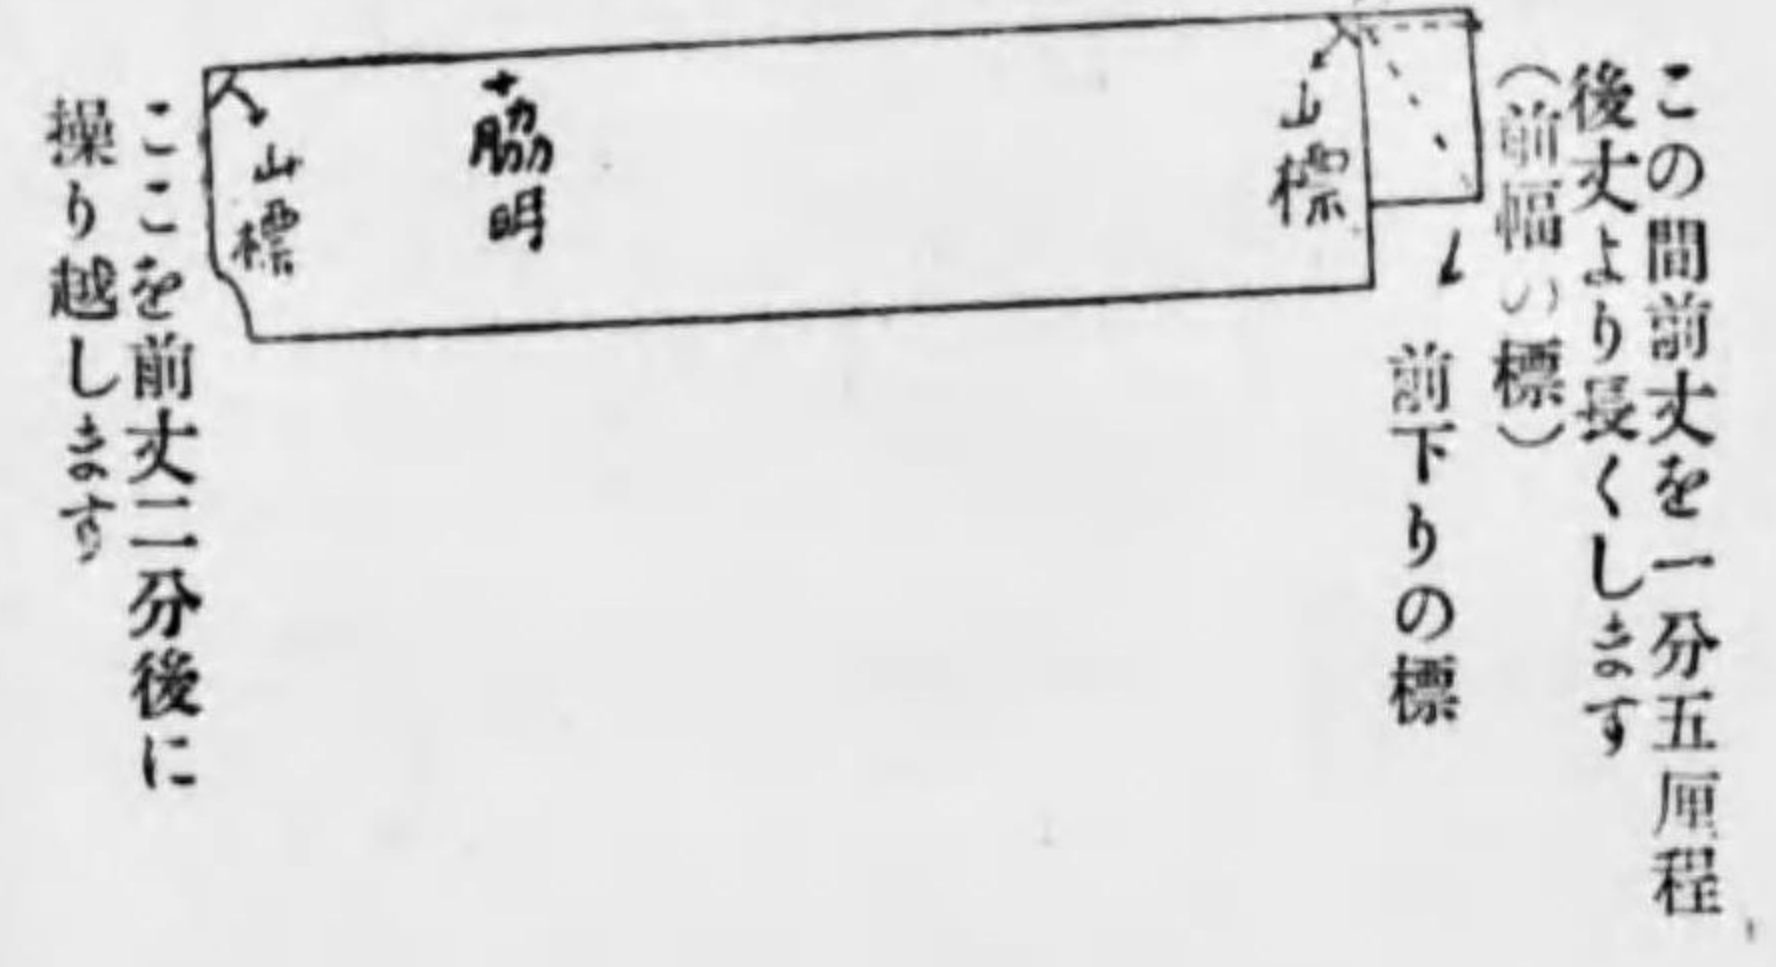 この間前丈を一分五厘程
後丈より長くします
(前幅の標)
前下りの標
山標
脇明
山標
ここを前丈二分後に
操り越します